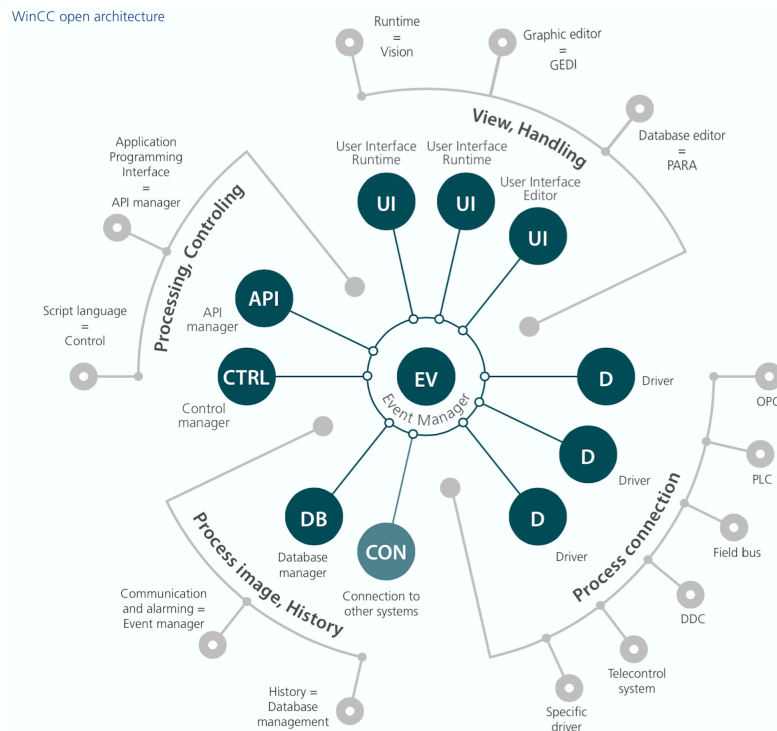 WinCC open architecture
Runtime
=
Vision
Graphic editor
=
GEDI
Database editor
=
PARA
View, Handling
User Interface
Runtime
User Interface
Runtime
User Interface
Editor
UI
UI
UI
Application
Programming
Interface
=
API manager
Script language
=
Control
Processing, Controling
API
API
manager
CTRL
Control
manager
EV
Event Manager
D
Driver
D
Driver
D
Driver
DB
Database
manager
CON
Connection to
other systems
Process image, History
Communication
and alarming =
Event manager
History =
Database
management
Process connection
OPC
PLC
Field bus
DDC
Telecontrol
system
Specific
driver